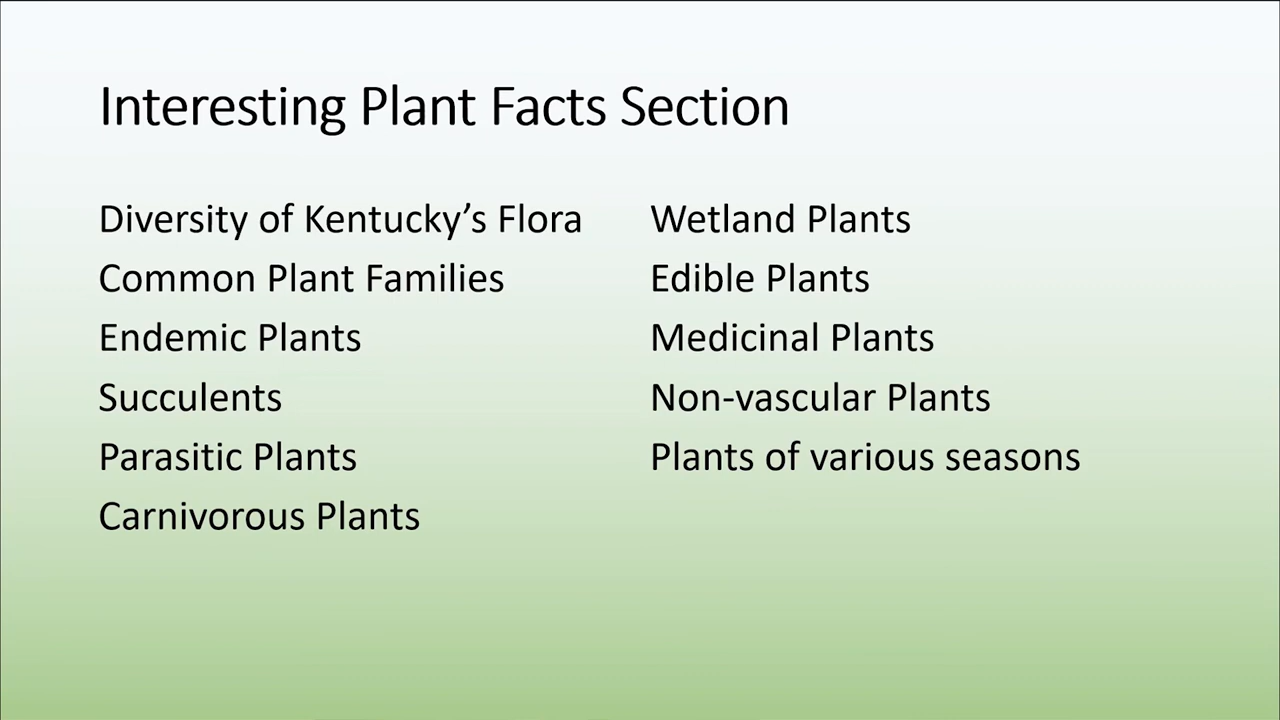 Interesting Plant Facts Section
Diversity of Kentucky’s Flora
Common Plant Families
Endemic Plants
Succulents
Parasitic Plants
Carnivorous Plants
Wetland Plants
Edible Plants
Medicinal Plants
Non-vascular Plants
Plants of various seasons